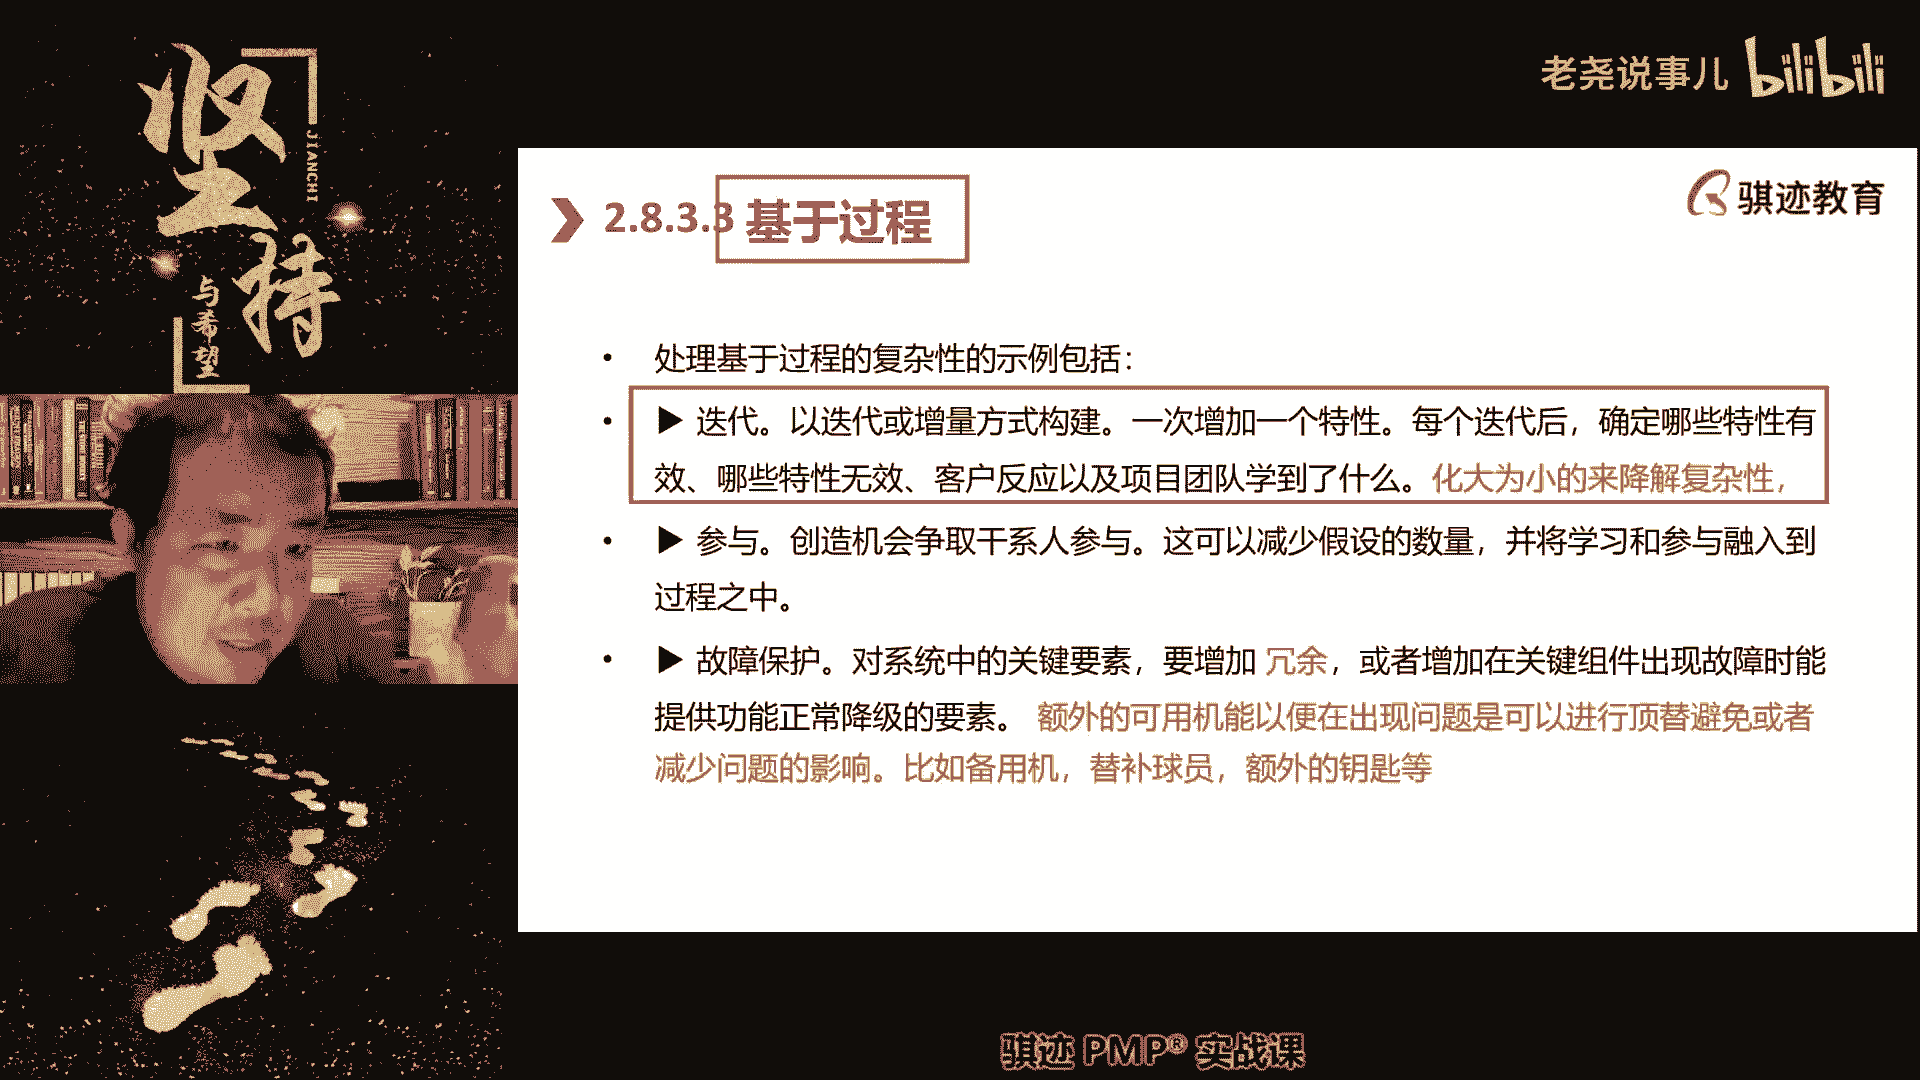 坚持
JIANCHI
与希望
老尧说事儿 bilibili
骐迹教育
2.8.3.3 基于过程
• 处理基于过程的复杂性的示例包括：
• ▶ 迭代。以迭代或增量方式构建。一次增加一个特性。每个迭代后，确定哪些特性有
效、哪些特性无效、客户反应以及项目团队学到了什么。化大为小的来降解复杂性，
• ▶ 参与。创造机会争取干系人参与。这可以减少假设的数量，并将学习和参与融入到
过程之中。
• ▶ 故障保护。对系统中的关键要素，要增加 冗余，或者增加在关键组件出现故障时能
提供功能正常降级的要素。 额外的可用机能以便在出现问题是可以进行顶替避免或者
减少问题的影响。比如备用机，替补球员，额外的钥匙等
骐迹 PMP® 实战课